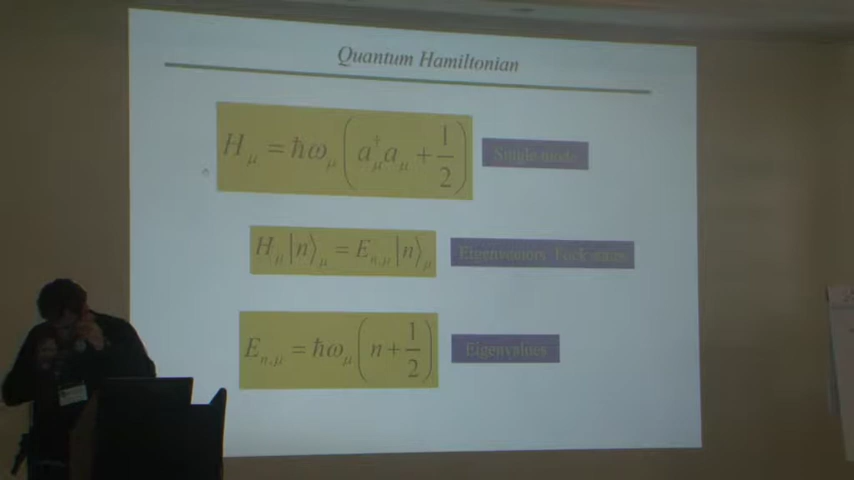 Quantum Hamiltonian
H_μ = ħω_μ (a†_μ a_μ + 1/2)
Single mode
H_μ |n⟩_μ = E_{n,μ} |n⟩_μ
Eigenvectors Fock states
E_{n,μ} = ħω_μ (n + 1/2)
Eigenvalues